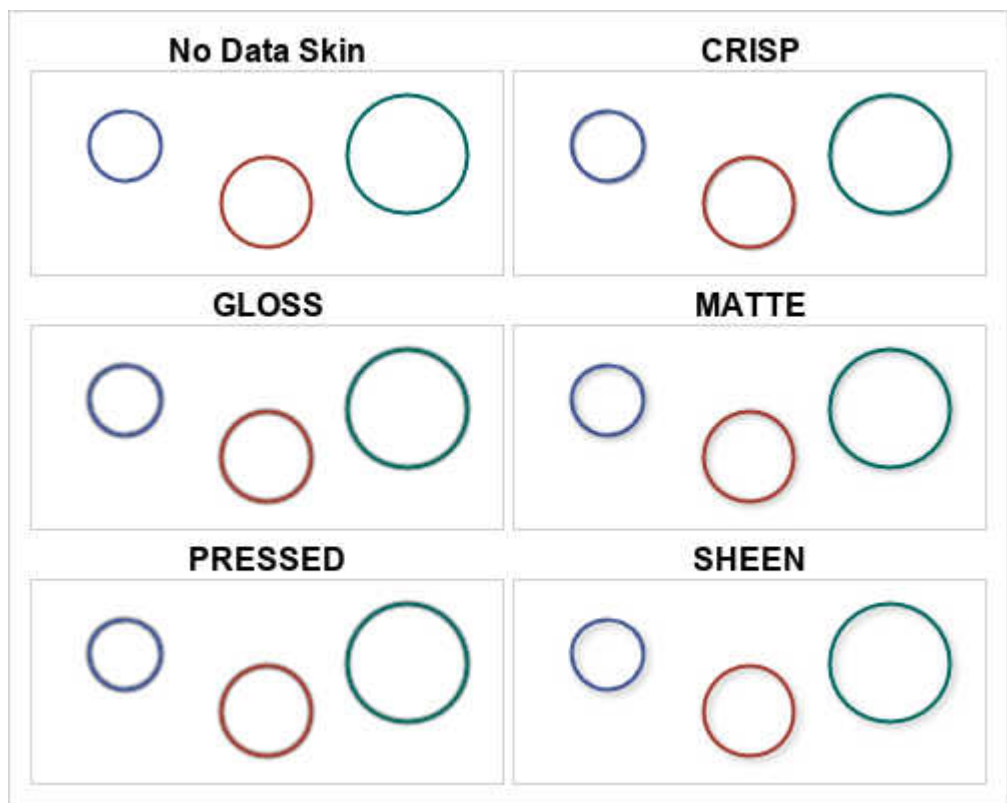 No Data Skin
CRISP
GLOSS
MATTE
PRESSED
SHEEN